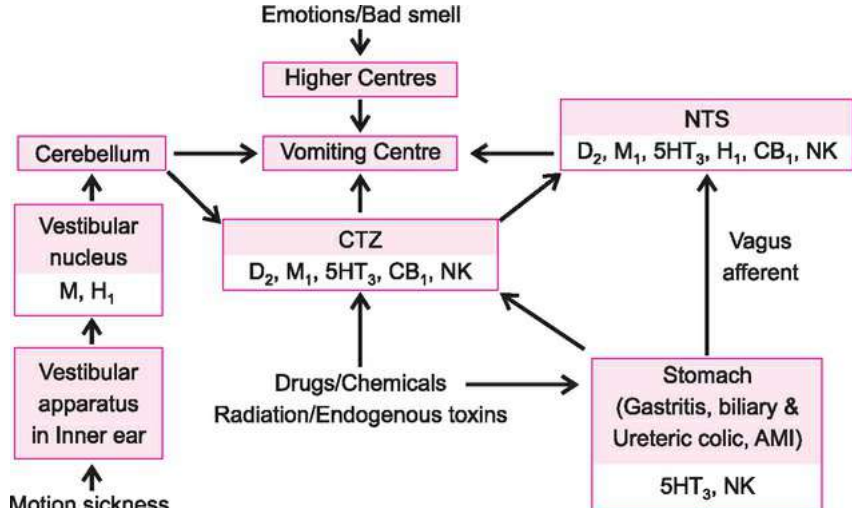 Emotions/Bad smell
Higher Centres
NTS
D₂, M₁, 5HT₃, H₁, CB₁, NK
Cerebellum
Vomiting Centre
Vestibular
nucleus
M, H₁
CTZ
D₂, M₁, 5HT₃, CB₁, NK
Vagus
afferent
Vestibular
apparatus
in Inner ear
Drugs/Chemicals
Radiation/Endogenous toxins
Stomach
(Gastritis, biliary &
Ureteric colic, AMI)
5HT₃, NK
Motion sickness